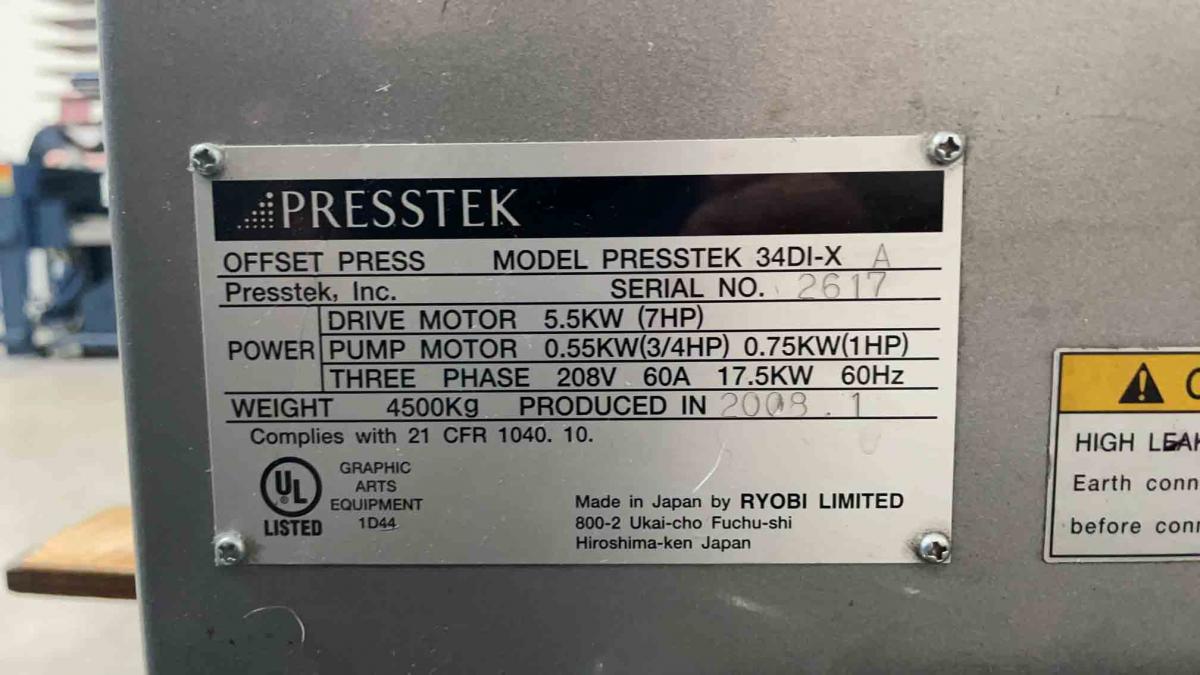 PRESSTEK
OFFSET PRESS MODEL PRESSTEK 34DI-X A
Presstek, Inc. SERIAL NO. 2617
POWER
DRIVE MOTOR 5.5KW (7HP)
PUMP MOTOR 0.55KW(3/4HP) 0.75KW(1HP)
THREE PHASE 208V 60A 17.5KW 60Hz
WEIGHT 4500Kg PRODUCED IN 2008.1
Complies with 21 CFR 1040. 10.
UL ®
LISTED
GRAPHIC
ARTS
EQUIPMENT
1D44
Made in Japan by RYOBI LIMITED
800-2 Ukai-cho Fuchu-shi
Hiroshima-ken Japan
HIGH
Earth
before